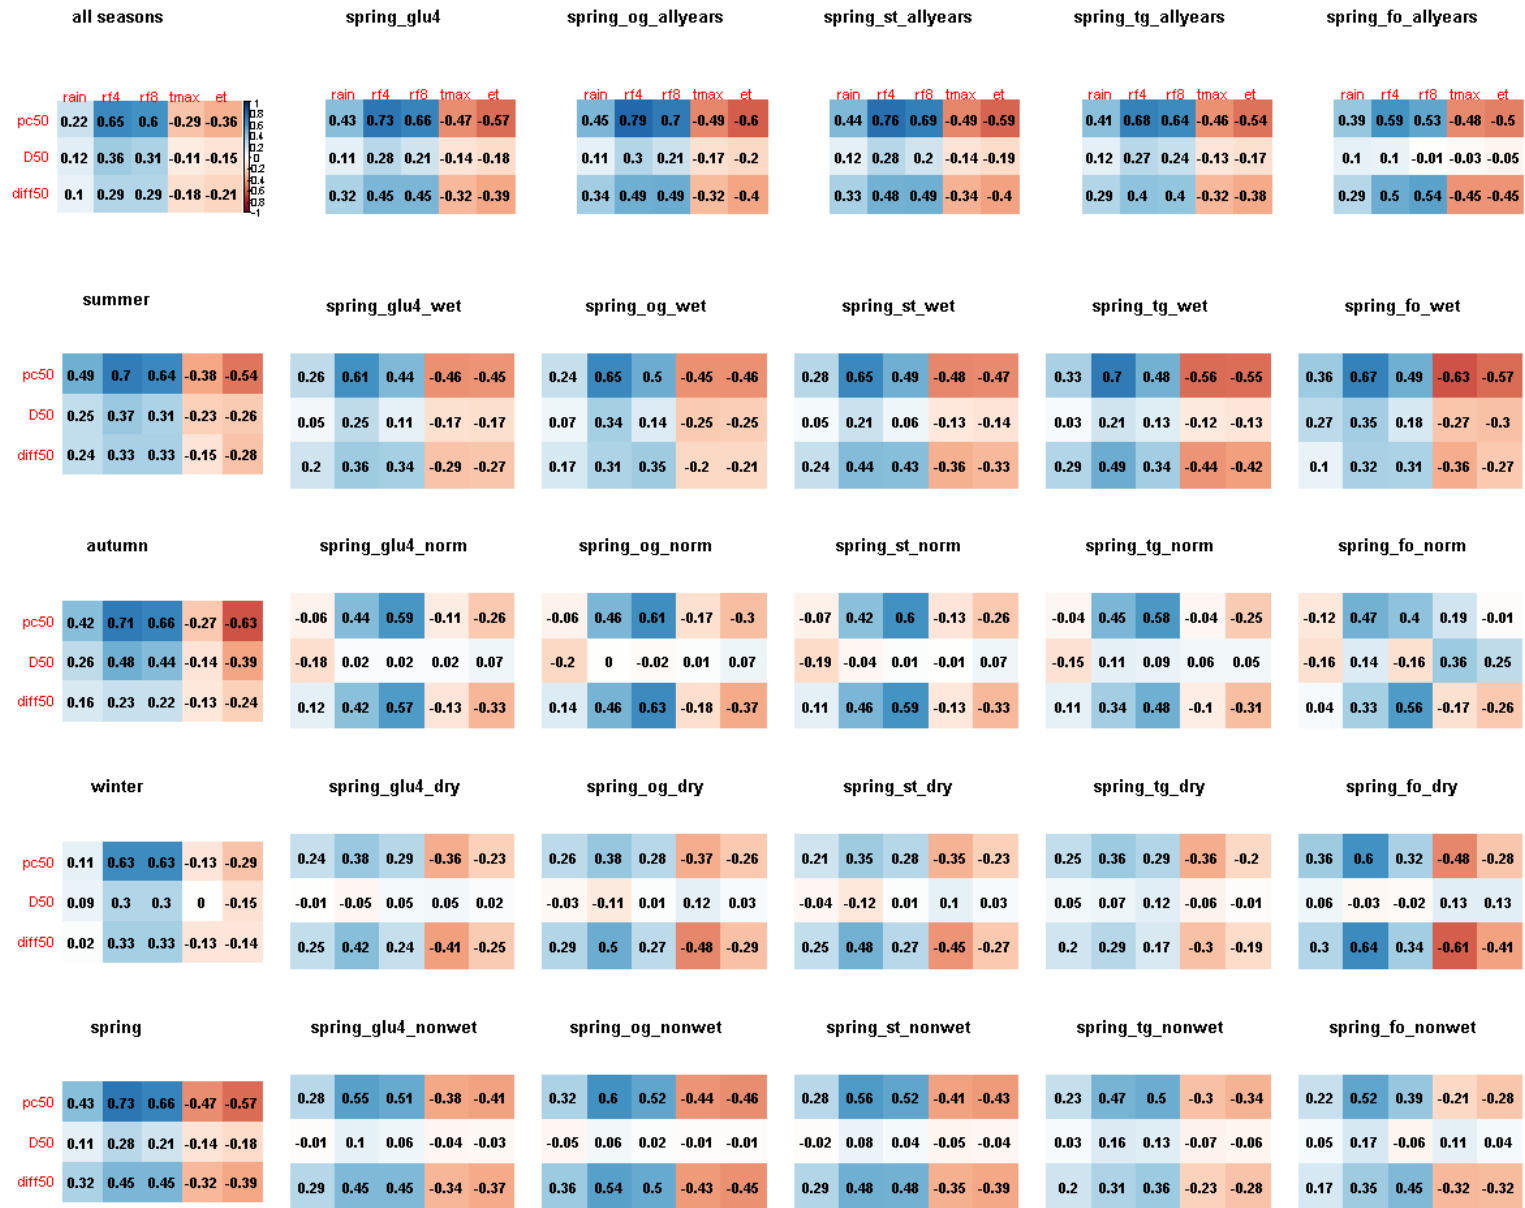 all seasons spring_glu4 spring_og_allyears spring_st_allyears spring_tg_allyears spring_fo_allyears
rain rf4 rf8 tmax et rain rf4 rf8 tmax et rain rf4 rf8 tmax et rain rf4 rf8 tmax et rain rf4 rf8 tmax et rain rf4 rf8 tmax et
1
0.8
0.6
0.4
0.2
0
-0.2
-0.4
-0.6
-0.8
-1
pc50 0.22 0.65 0.6 -0.29 -0.36 0.43 0.73 0.66 -0.47 -0.57 0.45 0.79 0.7 -0.49 -0.6 0.44 0.76 0.69 -0.49 -0.59 0.41 0.68 0.64 -0.46 -0.54 0.39 0.59 0.53 -0.48 -0.5
D50 0.12 0.36 0.31 -0.11 -0.15 0.11 0.28 0.21 -0.14 -0.18 0.11 0.3 0.21 -0.17 -0.2 0.12 0.28 0.2 -0.14 -0.19 0.12 0.27 0.24 -0.13 -0.17 0.1 0.1 -0.01 -0.03 -0.05
diff50 0.1 0.29 0.29 -0.18 -0.21 0.32 0.45 0.45 -0.32 -0.39 0.34 0.49 0.49 -0.32 -0.4 0.33 0.48 0.49 -0.34 -0.4 0.29 0.4 0.4 -0.32 -0.38 0.29 0.5 0.54 -0.45 -0.45
summer spring_glu4_wet spring_og_wet spring_st_wet spring_tg_wet spring_fo_wet
pc50 0.49 0.7 0.64 -0.38 -0.54 0.26 0.61 0.44 -0.46 -0.45 0.24 0.65 0.5 -0.45 -0.46 0.28 0.65 0.49 -0.48 -0.47 0.33 0.7 0.48 -0.56 -0.55 0.36 0.67 0.49 -0.63 -0.57
D50 0.25 0.37 0.31 -0.23 -0.26 0.05 0.25 0.11 -0.17 -0.17 0.07 0.34 0.14 -0.25 -0.25 0.05 0.21 0.06 -0.13 -0.14 0.03 0.21 0.13 -0.12 -0.13 0.27 0.35 0.18 -0.27 -0.3
diff50 0.24 0.33 0.33 -0.15 -0.28 0.2 0.36 0.34 -0.29 -0.27 0.17 0.31 0.35 -0.2 -0.21 0.24 0.44 0.43 -0.36 -0.33 0.29 0.49 0.34 -0.44 -0.42 0.1 0.32 0.31 -0.36 -0.27
autumn spring_glu4_norm spring_og_norm spring_st_norm spring_tg_norm spring_fo_norm
pc50 0.42 0.71 0.66 -0.27 -0.63 -0.06 0.44 0.59 -0.11 -0.26 -0.06 0.46 0.61 -0.17 -0.3 -0.07 0.42 0.6 -0.13 -0.26 -0.04 0.45 0.58 -0.04 -0.25 -0.12 0.47 0.4 0.19 -0.01
D50 0.26 0.48 0.44 -0.14 -0.39 -0.18 0.02 0.02 0.02 0.07 -0.2 0 -0.02 0.01 0.07 -0.19 -0.04 0.01 -0.01 0.07 -0.15 0.11 0.09 0.06 0.05 -0.16 0.14 -0.16 0.36 0.25
diff50 0.16 0.23 0.22 -0.13 -0.24 0.12 0.42 0.57 -0.13 -0.33 0.14 0.46 0.63 -0.18 -0.37 0.11 0.46 0.59 -0.13 -0.33 0.11 0.34 0.48 -0.1 -0.31 0.04 0.33 0.56 -0.17 -0.26
winter spring_glu4_dry spring_og_dry spring_st_dry spring_tg_dry spring_fo_dry
pc50 0.11 0.63 0.63 -0.13 -0.29 0.24 0.38 0.29 -0.36 -0.23 0.26 0.38 0.28 -0.37 -0.26 0.21 0.35 0.28 -0.35 -0.23 0.25 0.36 0.29 -0.36 -0.2 0.36 0.6 0.32 -0.48 -0.28
D50 0.09 0.3 0.3 0 -0.15 -0.01 -0.05 0.05 0.05 0.02 -0.03 -0.11 0.01 0.12 0.03 -0.04 -0.12 0.01 0.1 0.03 0.05 0.07 0.12 -0.06 -0.01 0.06 -0.03 -0.02 0.13 0.13
diff50 0.02 0.33 0.33 -0.13 -0.14 0.25 0.42 0.24 -0.41 -0.25 0.29 0.5 0.27 -0.48 -0.29 0.25 0.48 0.27 -0.45 -0.27 0.2 0.29 0.17 -0.3 -0.19 0.3 0.64 0.34 -0.61 -0.41
spring spring_glu4_nonwet spring_og_nonwet spring_st_nonwet spring_tg_nonwet spring_fo_nonwet
pc50 0.43 0.73 0.66 -0.47 -0.57 0.28 0.55 0.51 -0.38 -0.41 0.32 0.6 0.52 -0.44 -0.46 0.28 0.56 0.52 -0.41 -0.43 0.23 0.47 0.5 -0.3 -0.34 0.22 0.52 0.39 -0.21 -0.28
D50 0.11 0.28 0.21 -0.14 -0.18 -0.01 0.1 0.06 -0.04 -0.03 -0.05 0.06 0.02 -0.01 -0.01 -0.02 0.08 0.04 -0.05 -0.04 0.03 0.16 0.13 -0.07 -0.06 0.05 0.17 -0.06 0.11 0.04
diff50 0.32 0.45 0.45 -0.32 -0.39 0.29 0.45 0.45 -0.34 -0.37 0.36 0.54 0.5 -0.43 -0.45 0.29 0.48 0.48 -0.35 -0.39 0.2 0.31 0.36 -0.23 -0.28 0.17 0.35 0.45 -0.32 -0.32